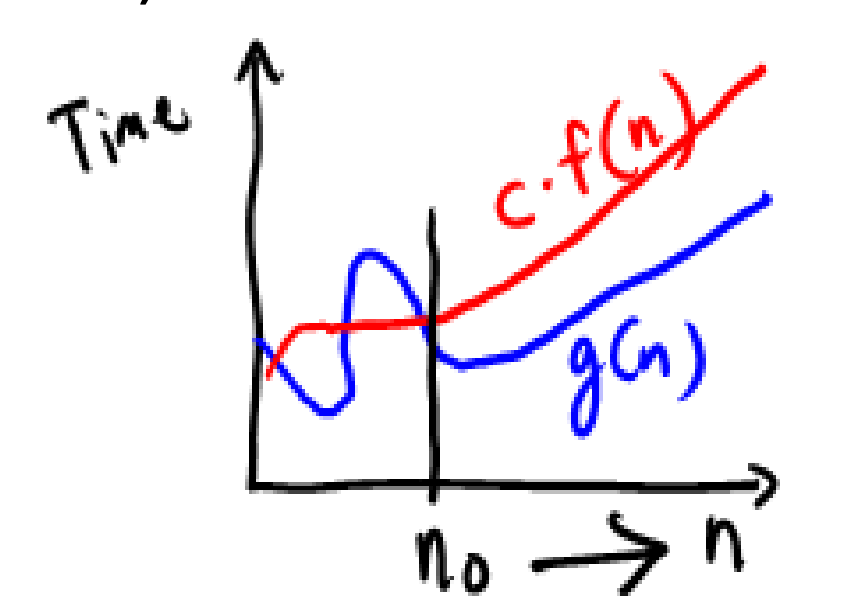 Time
c.f(n)
g(n)
n0 → n